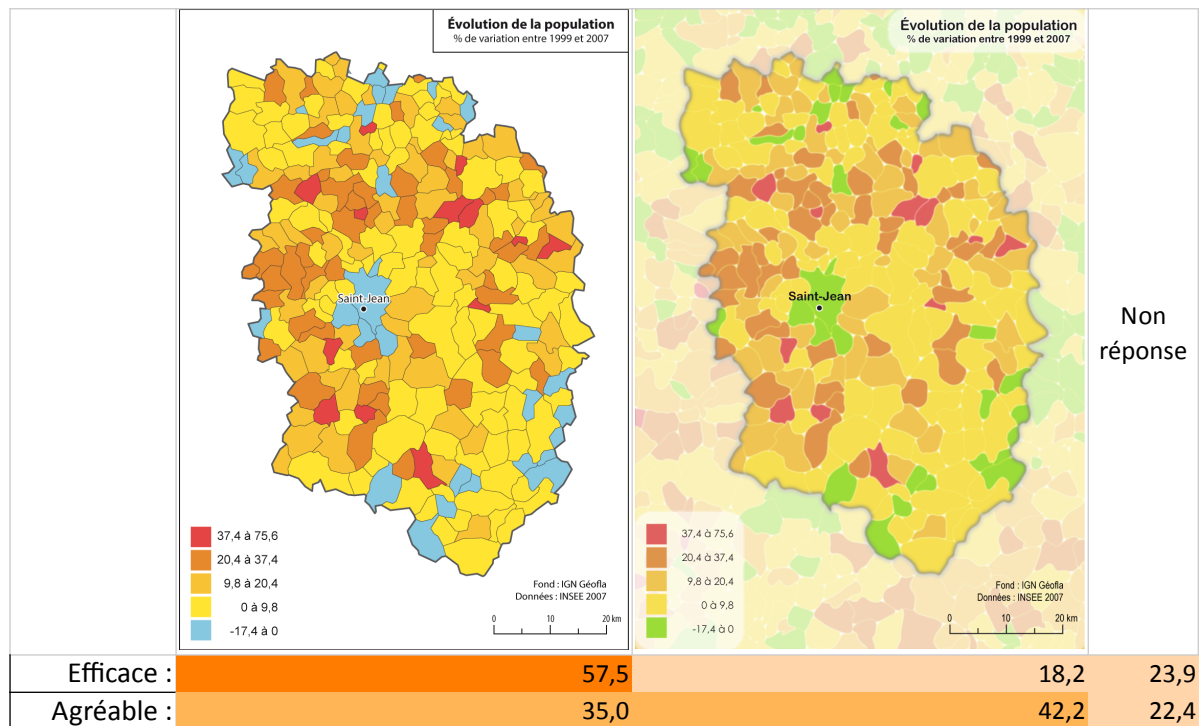 Évolution de la population
% de variation entre 1999 et 2007
Saint-Jean
37,4 à 75,6
20,4 à 37,4
9,8 à 20,4
0 à 9,8
-17,4 à 0
Fond : IGN Géofla
Données : INSEE 2007
0 10 20 km
Évolution de la population
% de variation entre 1999 et 2007
Saint-Jean
37,4 à 75,6
20,4 à 37,4
9,8 à 20,4
0 à 9,8
-17,4 à 0
Fond : IGN Géofla
Données : INSEE 2007
0 10 20 km
Non
réponse
Efficace : 57,5 18,2 23,9
Agréable : 35,0 42,2 22,4